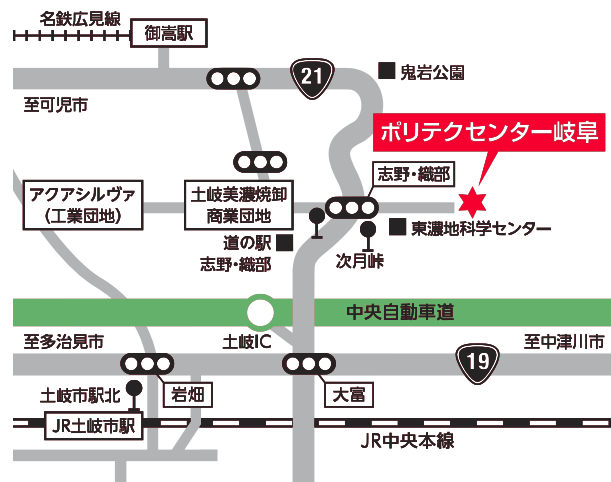 名鉄広見線
御嵩駅
21
鬼岩公園
至可児市
ポリテクセンター岐阜
志野・織部
アクアシルヴァ
（工業団地）
土岐美濃焼卸
商業団地
東濃地科学センター
道の駅
志野・織部
次月峠
中央自動車道
至多治見市
土岐IC
至中津川市
19
土岐市駅北
岩畑
大富
JR土岐市駅
JR中央本線